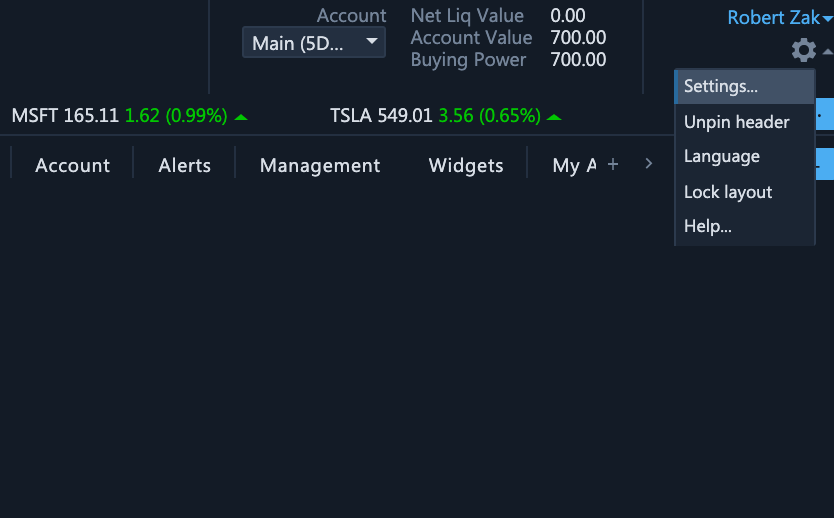 Account Net Liq Value 0.00 Robert Zak
Main (5D... Account Value 700.00
Buying Power 700.00
Settings...
MSFT 165.11 1.62 (0.99%) TSLA 549.01 3.56 (0.65%)
Unpin header
Account Alerts Management Widgets My A + Language
Lock layout
Help...